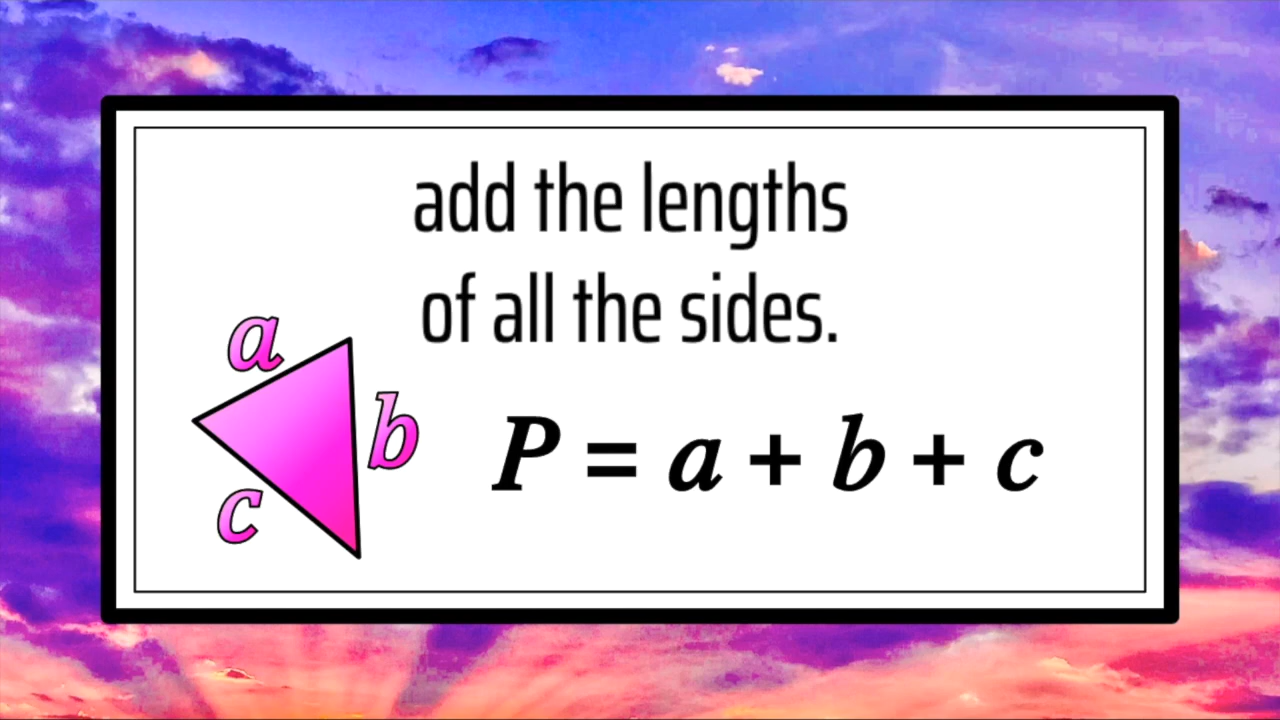 add the lengths
of all the sides.
a
b
c
P = a + b + c